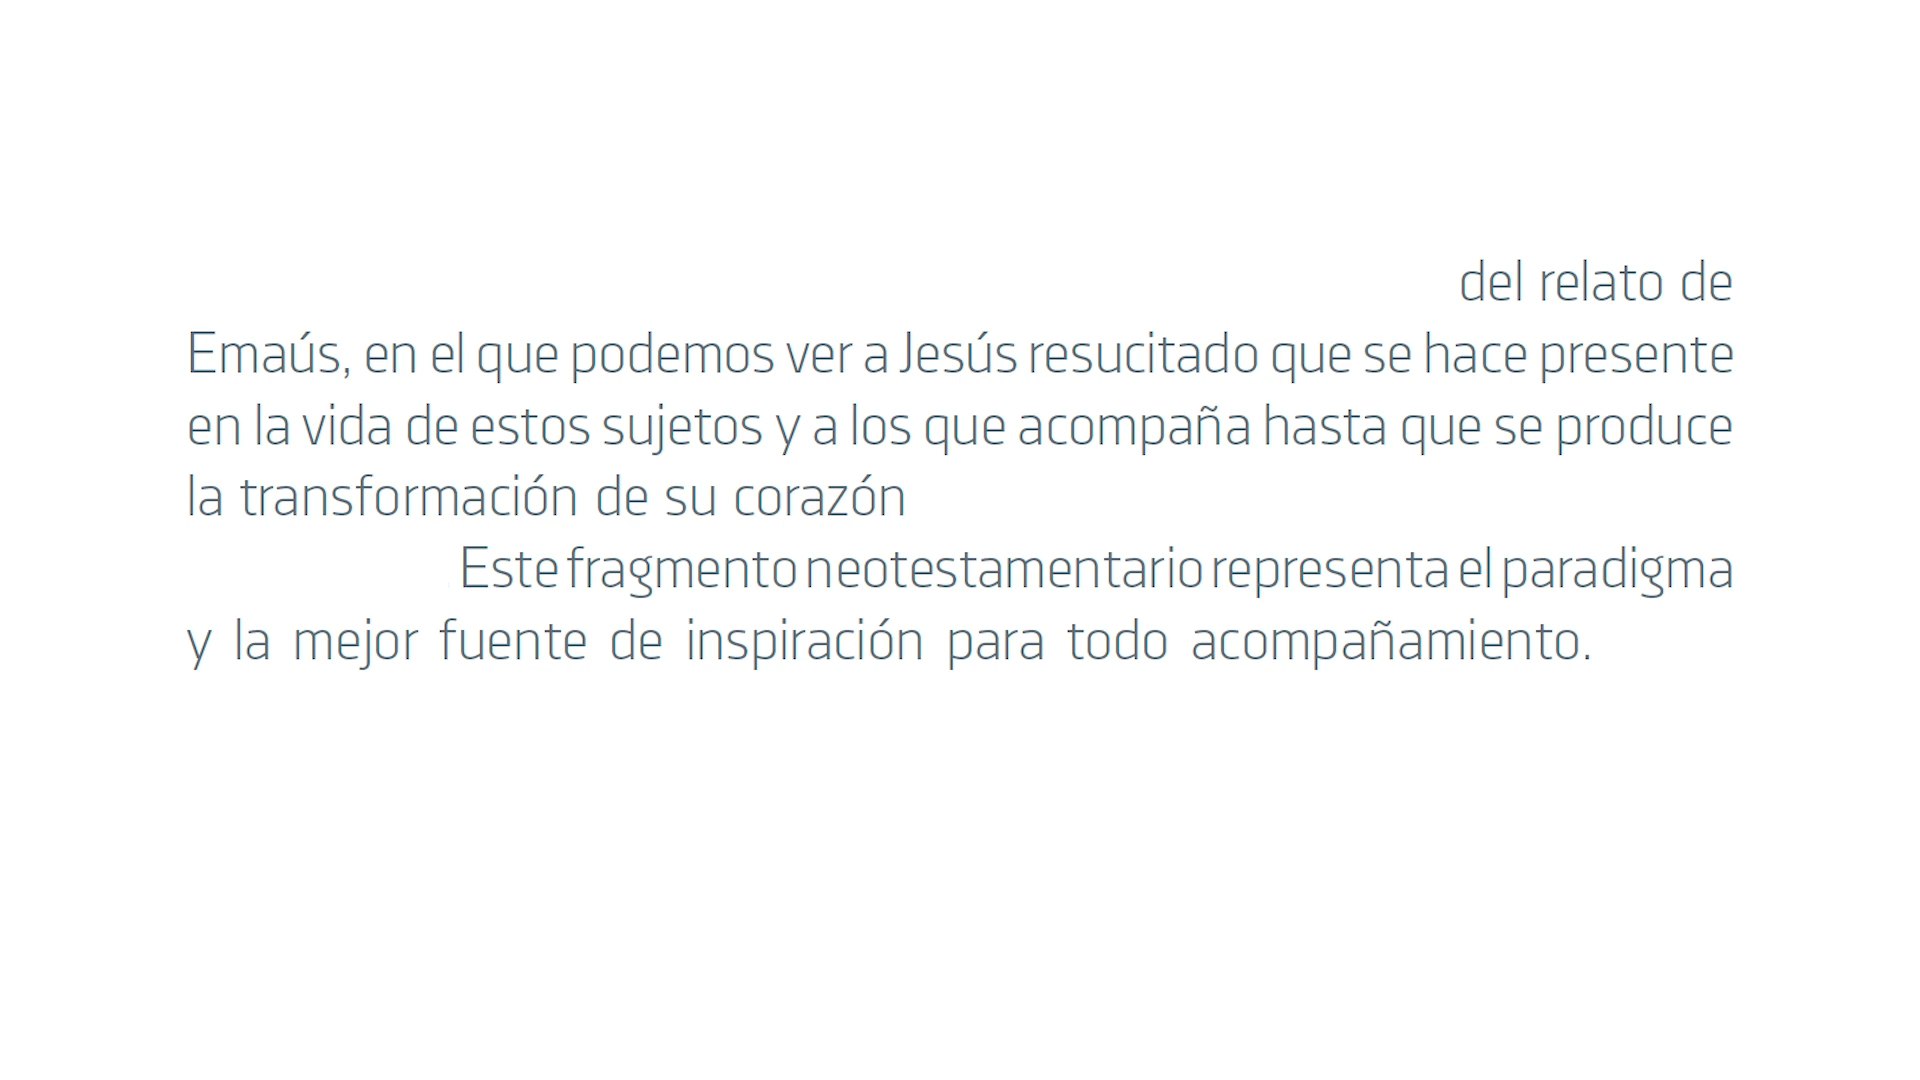 del relato de
Emaús, en el que podemos ver a Jesús resucitado que se hace presente
en la vida de estos sujetos y a los que acompaña hasta que se produce
la transformación de su corazón
Este fragmento neotestamentario representa el paradigma
y la mejor fuente de inspiración para todo acompañamiento.